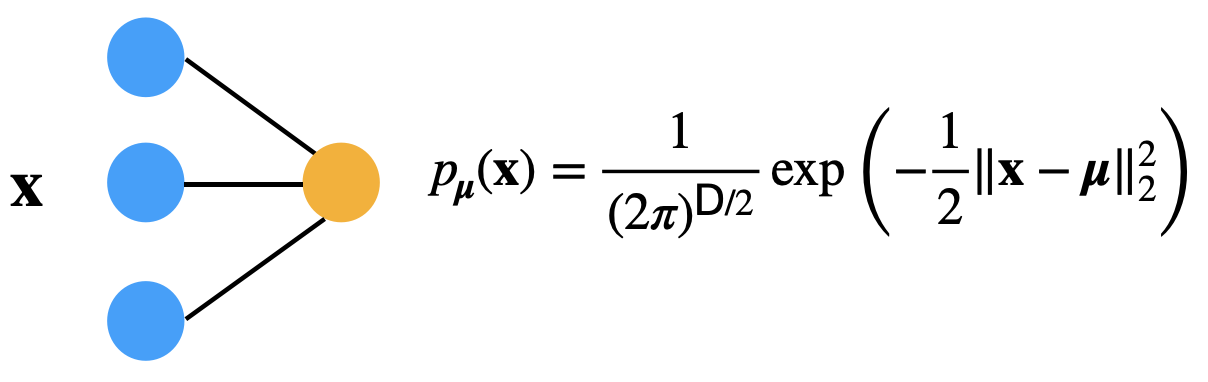 x
p_μ(x) = 1/(2π)^{D/2} exp(−1/2 ‖x − μ‖₂²)